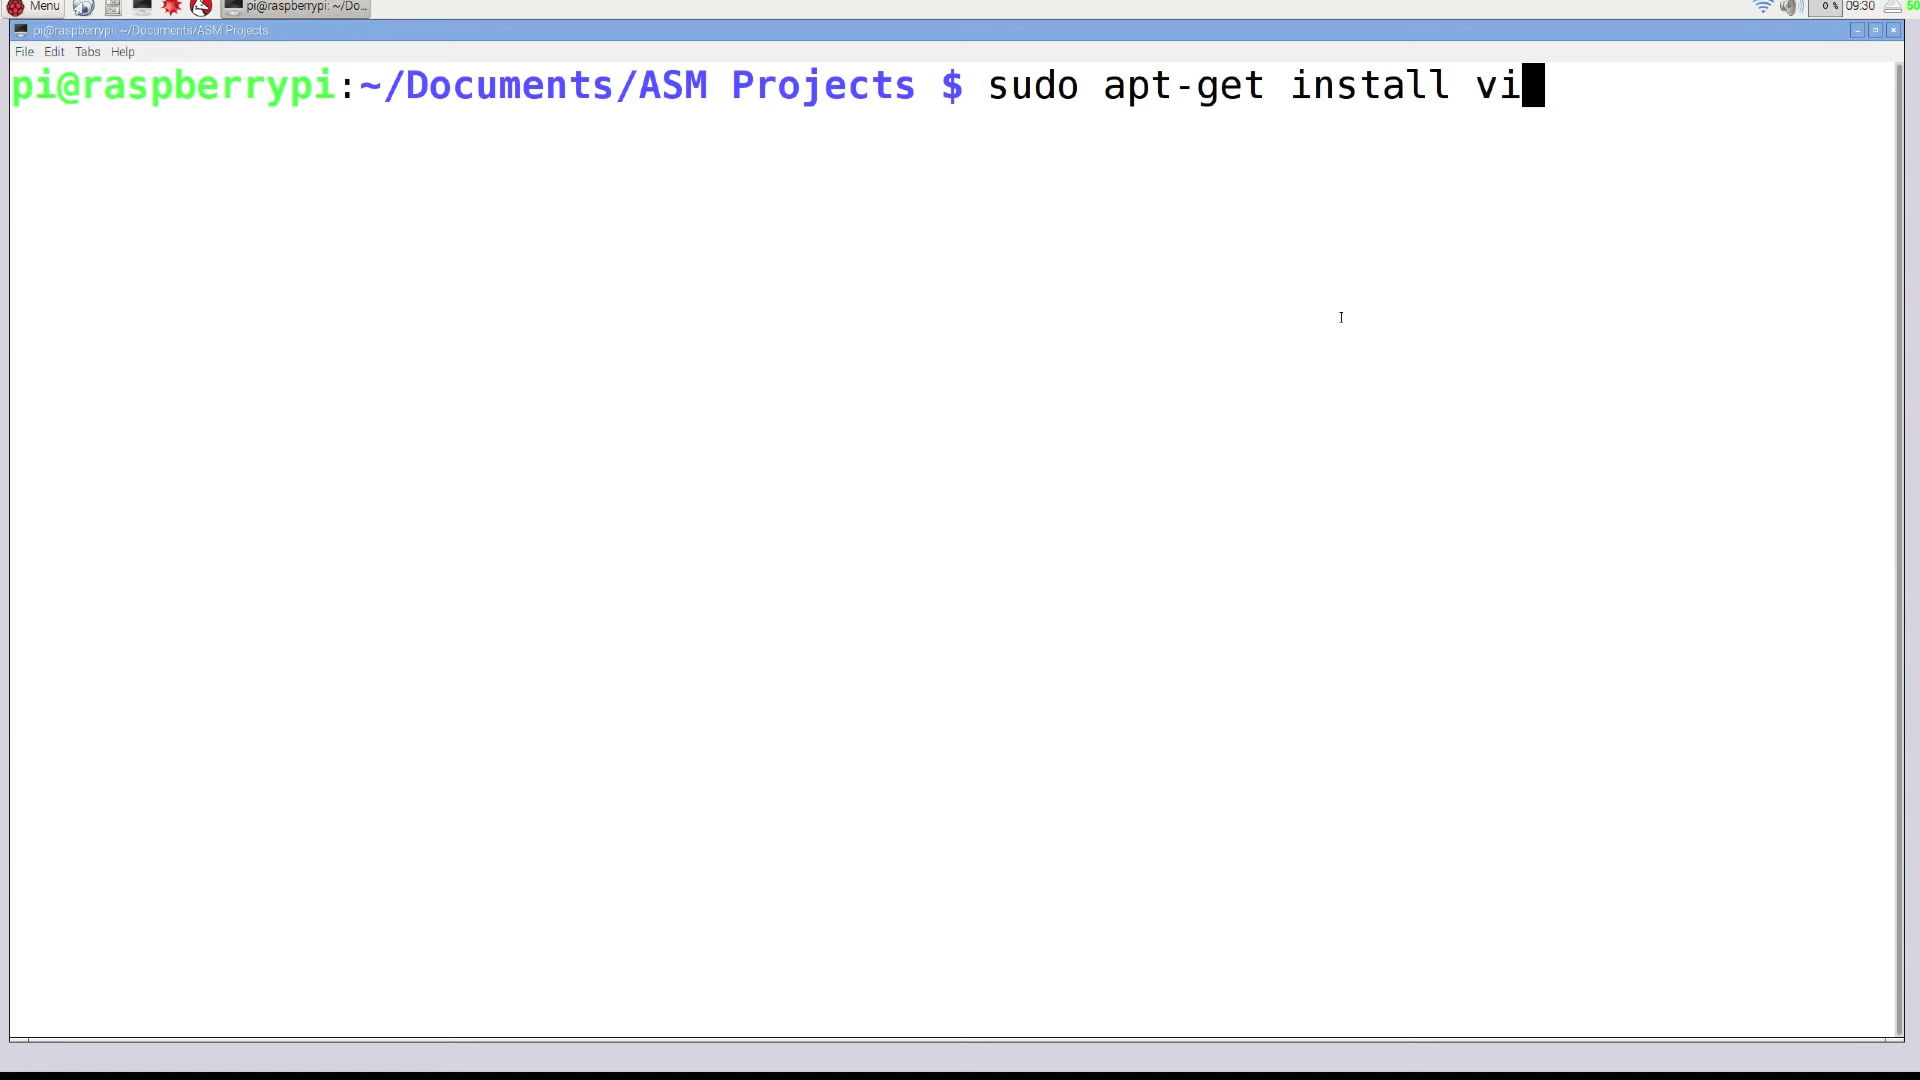 Menu pi@raspberrypi: ~/Do... 0 % 09:30 50
pi@raspberrypi: ~/Documents/ASM Projects
File Edit Tabs Help
pi@raspberrypi:~/Documents/ASM Projects $ sudo apt-get install vi